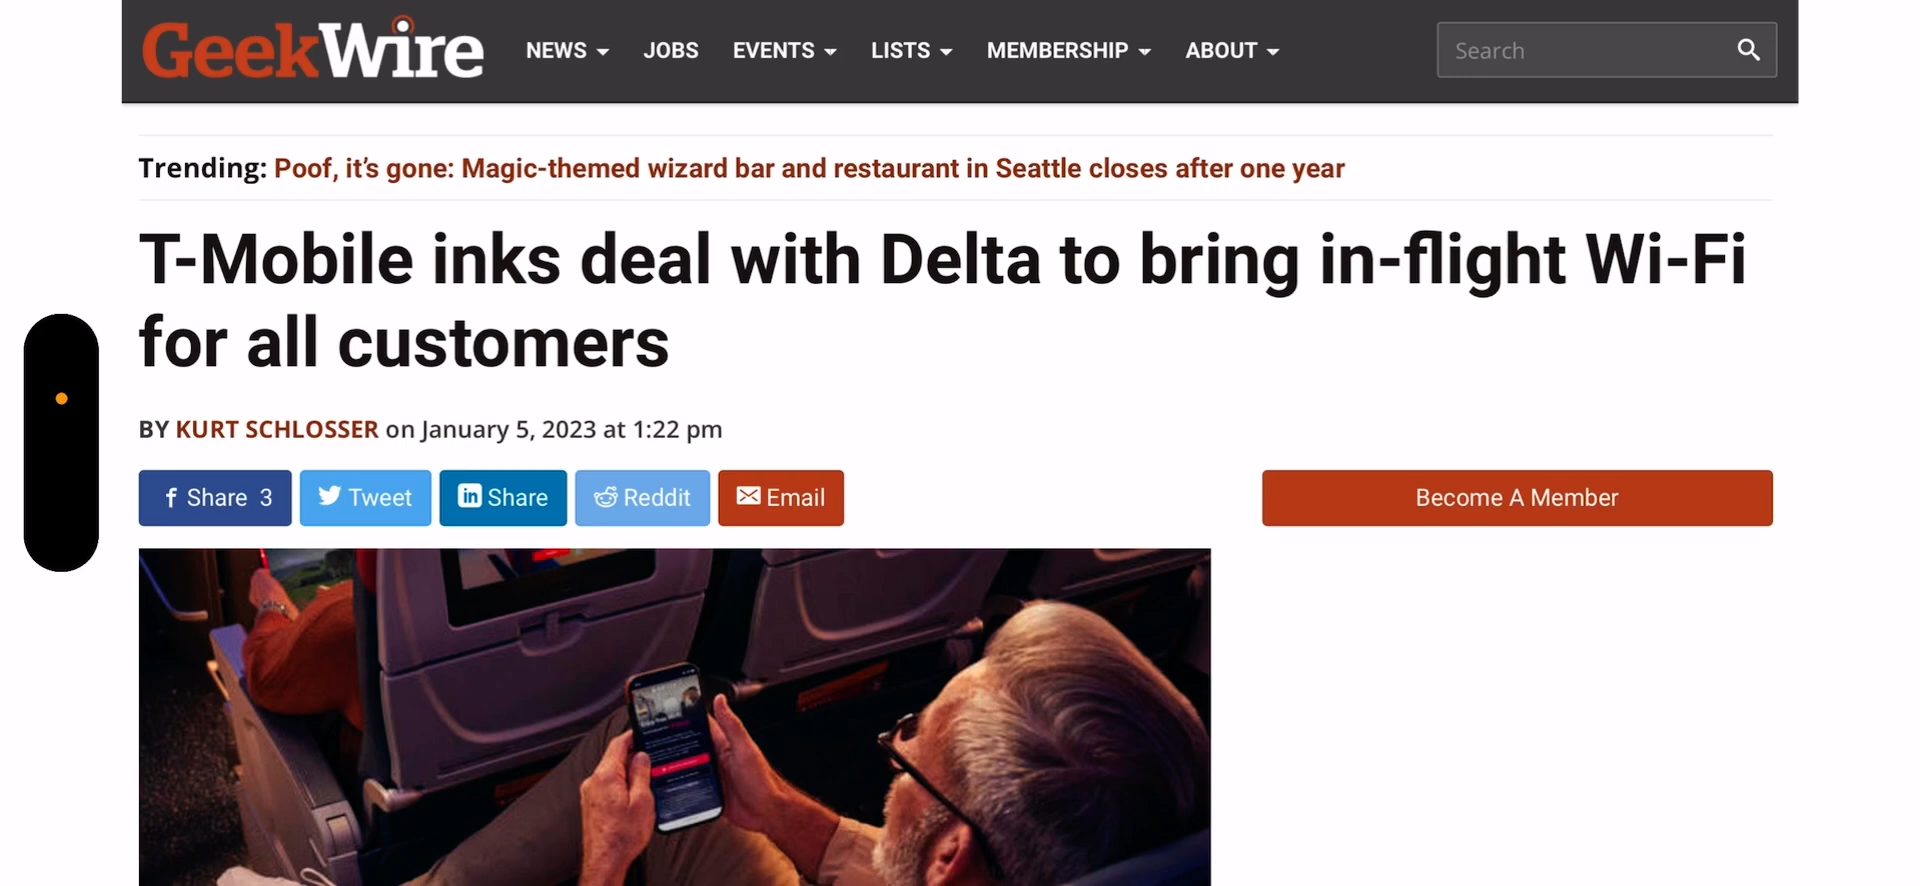 GeekWire NEWS JOBS EVENTS LISTS MEMBERSHIP ABOUT Search
Trending: Poof, it’s gone: Magic-themed wizard bar and restaurant in Seattle closes after one year
T-Mobile inks deal with Delta to bring in-flight Wi-Fi
for all customers
BY KURT SCHLOSSER on January 5, 2023 at 1:22 pm
f Share 3 Tweet in Share Reddit Email Become A Member